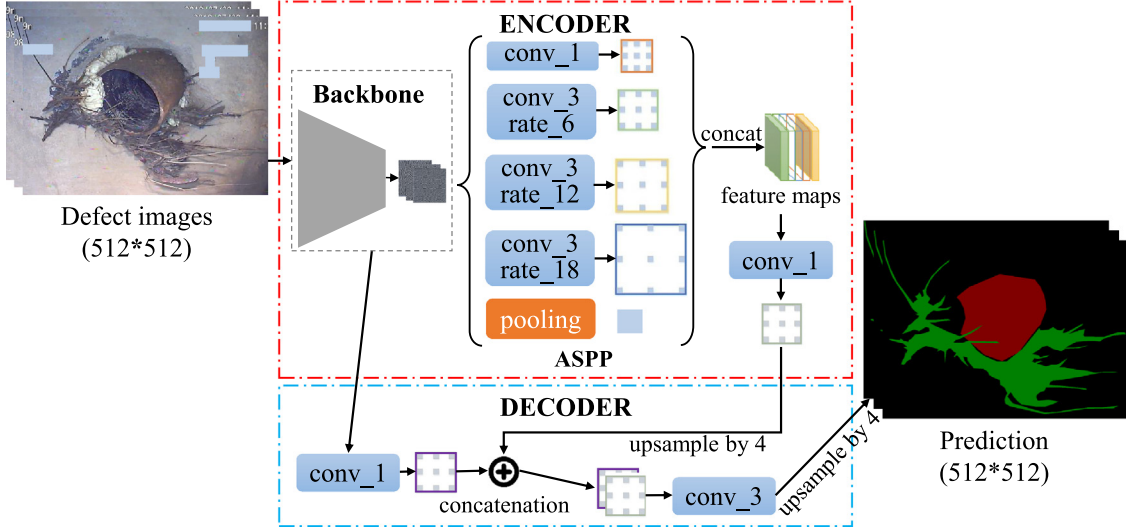 ENCODER
Backbone
conv_1
conv_3
rate_6
conv_3
rate_12
conv_3
rate_18
pooling
ASPP
concat
feature maps
conv_1
Defect images
(512*512)
DECODER
upsample by 4
conv_1
concatenation
conv_3
upsample by 4
Prediction
(512*512)